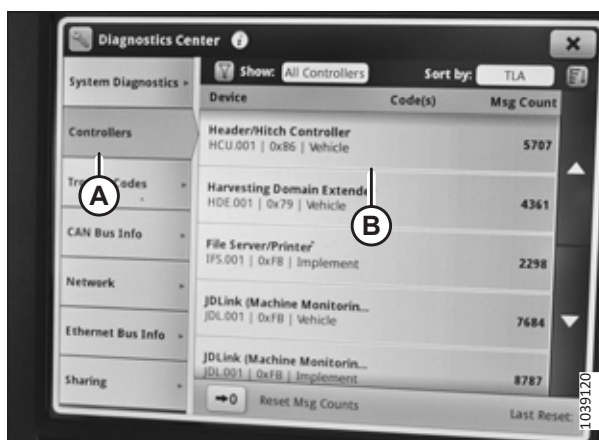 Diagnostics Center i
System Diagnostics
Show: All Controllers Sort by: TLA
Device Code(s) Msg Count
Controllers
Header/Hitch Controller
HCU.001 | 0x86 | Vehicle 5707
A
Codes
Harvesting Domain Extende
HDE.001 | 0x79 | Vehicle 4361
B
CAN Bus Info
File Server/Printer
IFS.001 | 0xF8 | Implement 2298
Network
JDLink (Machine Monitorin...
JDL.001 | 0xFB | Vehicle 7684
Ethernet Bus Info
JDLink (Machine Monitorin...
JDL.001 | 0xFB | Implement 8787
Sharing
0 Reset Msg Counts
Last Reset:
1039120